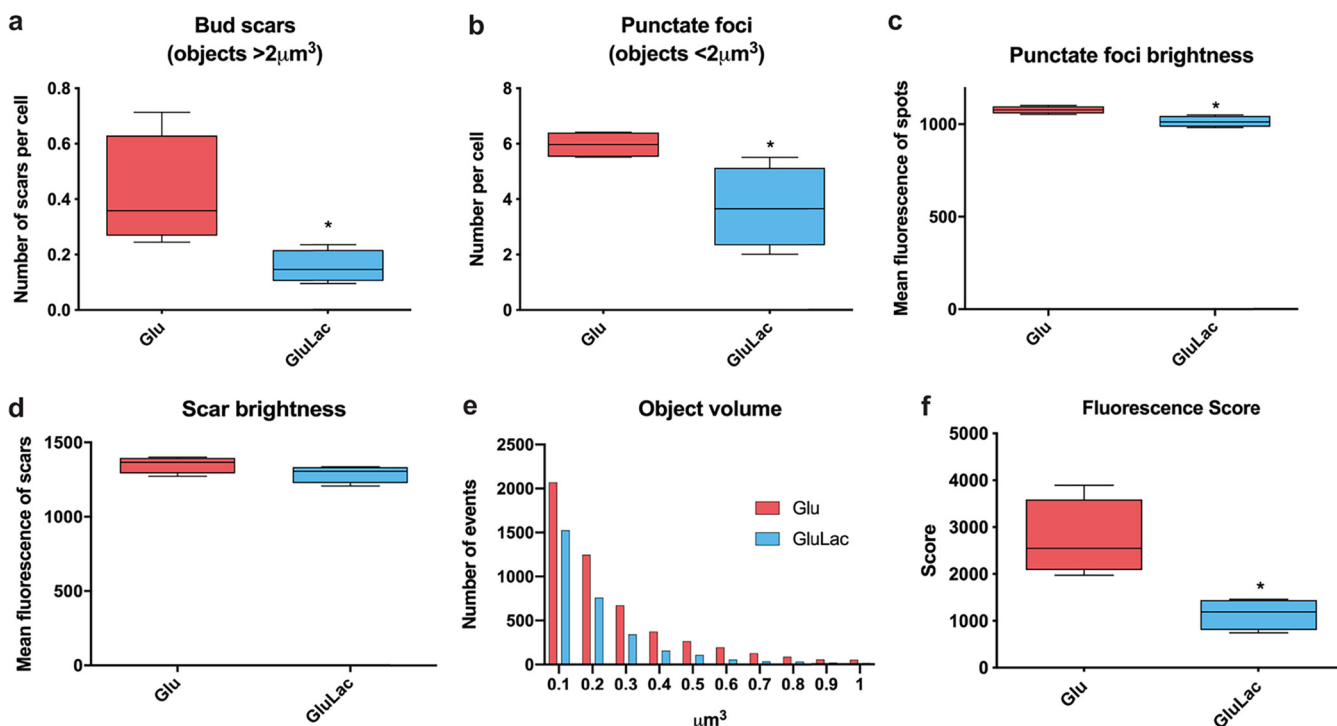 a
Bud scars
(objects >2μm³)
Number of scars per cell
0.8
0.6
0.4
0.2
0.0
*
Glu
GluLac
b
Punctate foci
(objects <2μm³)
Number per cell
8
6
4
2
0
*
Glu
GluLac
c
Punctate foci brightness
Mean fluorescence of spots
1000
500
0
*
Glu
GluLac
d
Scar brightness
Mean fluorescence of scars
1500
1000
500
0
Glu
GluLac
e
Object volume
Number of events
2500
2000
1500
1000
500
0
Glu
GluLac
0.1 0.2 0.3 0.4 0.5 0.6 0.7 0.8 0.9 1
μm³
f
Fluorescence Score
Score
5000
4000
3000
2000
1000
0
*
Glu
GluLac